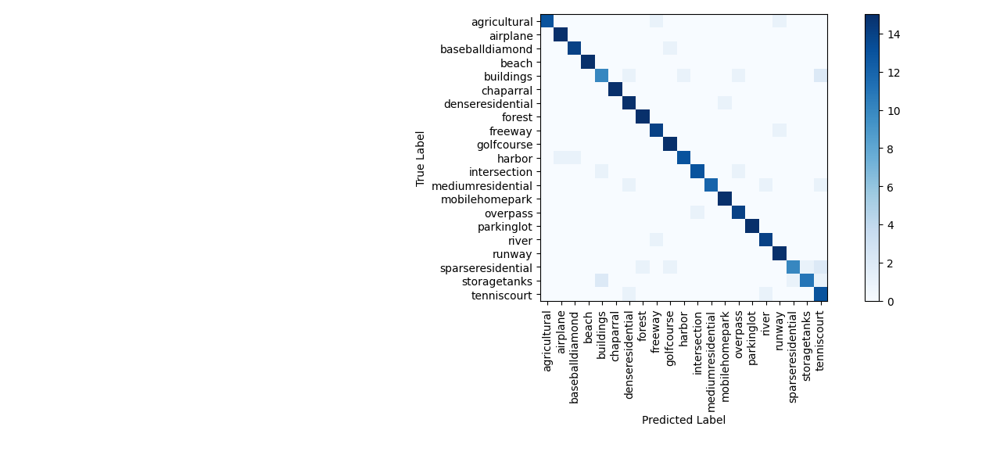 True Label
agricultural
airplane
baseballdiamond
beach
buildings
chaparral
denseresidential
forest
freeway
golfcourse
harbor
intersection
mediumresidential
mobilehomepark
overpass
parkinglot
river
runway
sparseresidential
storagetanks
tenniscourt
agricultural
airplane
baseballdiamond
beach
buildings
chaparral
denseresidential
forest
freeway
golfcourse
harbor
intersection
mediumresidential
mobilehomepark
overpass
parkinglot
river
runway
sparseresidential
storagetanks
tenniscourt
Predicted Label
14
12
10
8
6
4
2
0